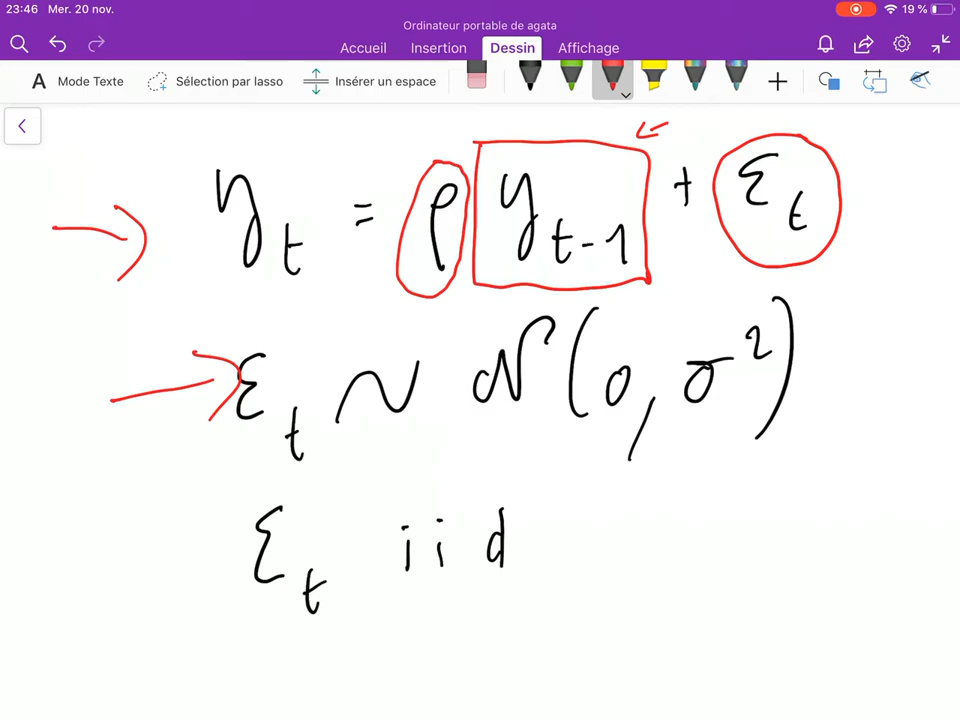 23:46 Mer. 20 nov. 19 %
Ordinateur portable de agata
Accueil Insertion Dessin Affichage
A Mode Texte Sélection par lasso Insérer un espace
y_t = ρ y_{t-1} + ε_t
ε_t ~ N(0, σ²)
ε_t iid